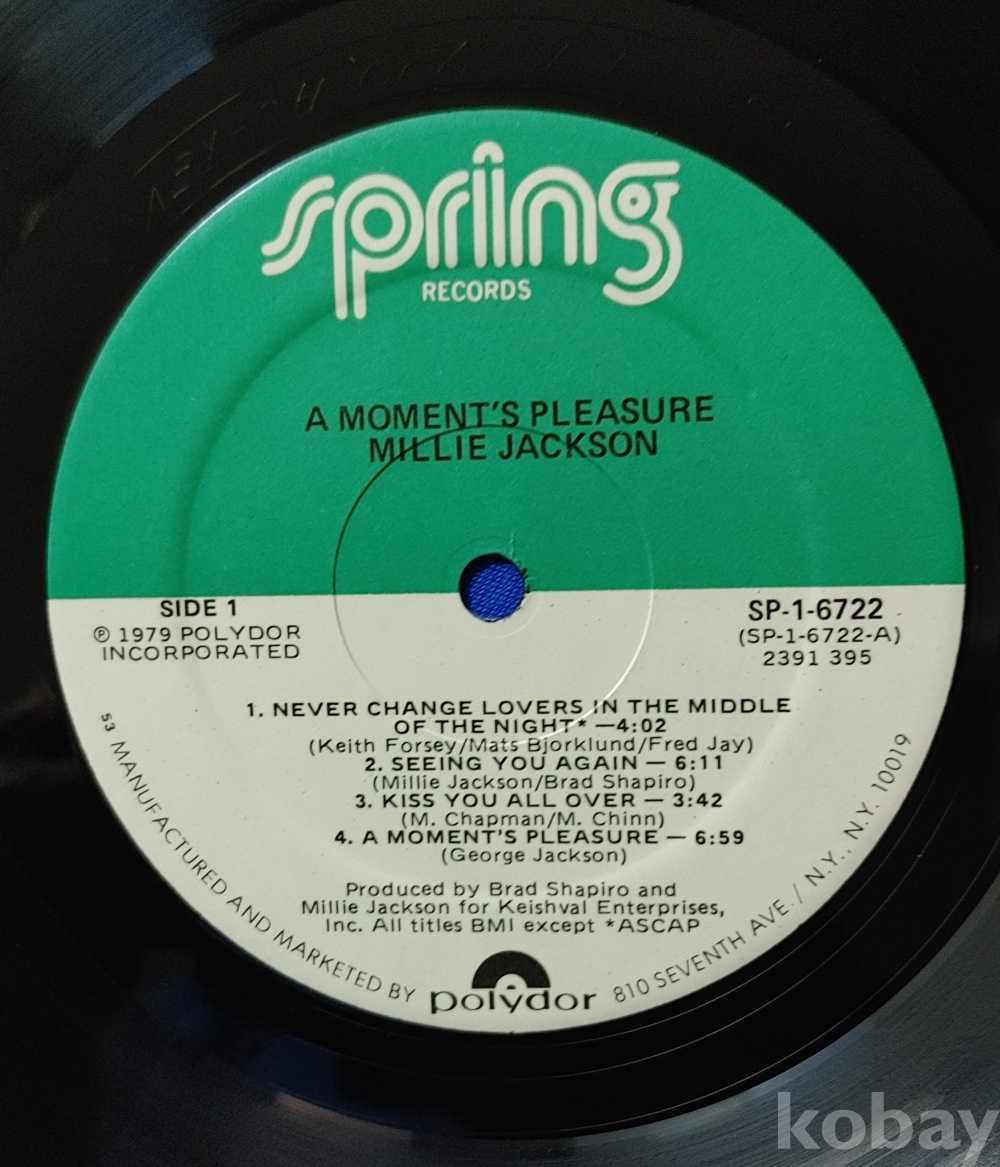 spring
RECORDS
A MOMENT'S PLEASURE
MILLIE JACKSON
SIDE 1
℗ 1979 POLYDOR
INCORPORATED
SP-1-6722
(SP-1-6722-A)
2391 395
1. NEVER CHANGE LOVERS IN THE MIDDLE
OF THE NIGHT* —4:02
(Keith Forsey/Mats Bjorklund/Fred Jay)
2. SEEING YOU AGAIN — 6:11
(Millie Jackson/Brad Shapiro)
3. KISS YOU ALL OVER — 3:42
(M. Chapman/M. Chinn)
4. A MOMENT'S PLEASURE — 6:59
(George Jackson)
Produced by Brad Shapiro and
Millie Jackson for Keishval Enterprises,
Inc. All titles BMI except *ASCAP
53 MANUFACTURED AND MARKETED BY polydor 810 SEVENTH AVE. / N.Y., N.Y. 10019
kobay